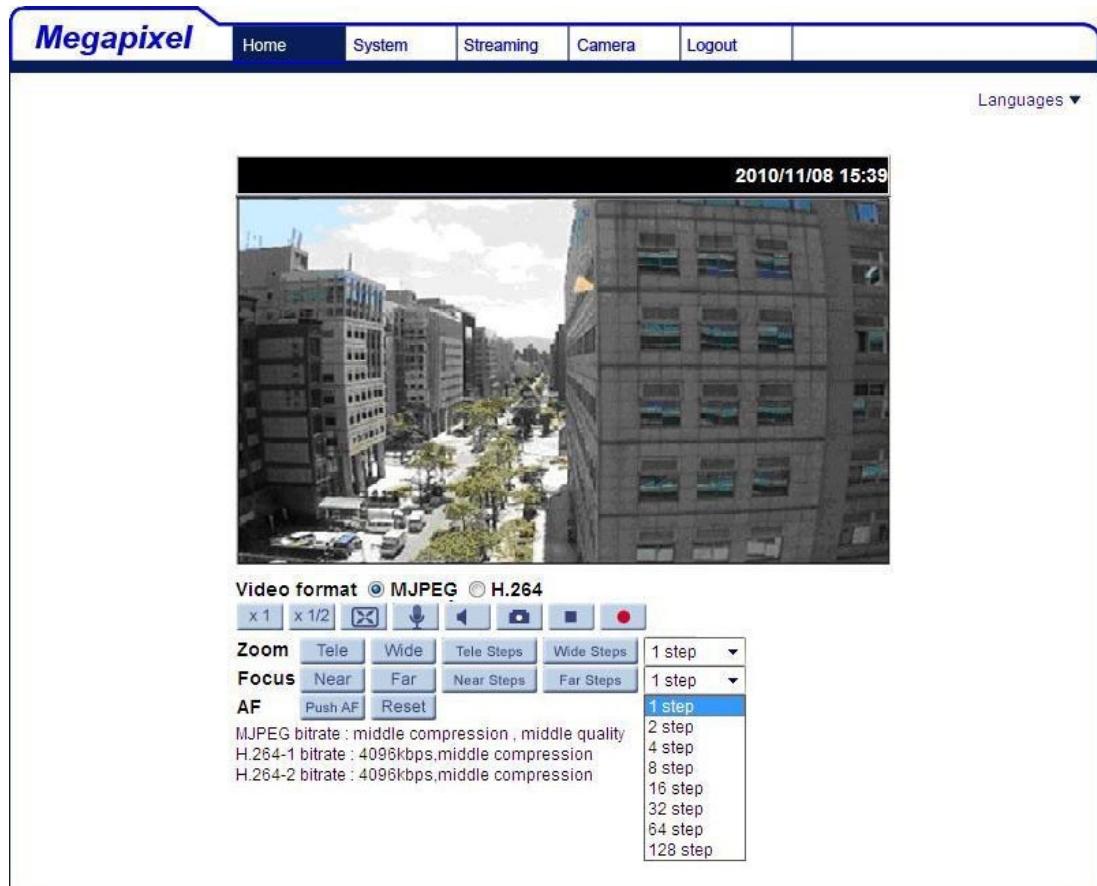 Megapixel
Home System Streaming Camera Logout
Languages ▼
2010/11/08 15:39
Video format MJPEG H.264
x 1 x 1/2
Zoom Tele Wide Tele Steps Wide Steps 1 step
Focus Near Far Near Steps Far Steps 1 step
AF Push AF Reset
1 step
MJPEG bitrate : middle compression , middle quality
2 step
H.264-1 bitrate : 4096kbps,middle compression
4 step
H.264-2 bitrate : 4096kbps,middle compression
8 step
16 step
32 step
64 step
128 step